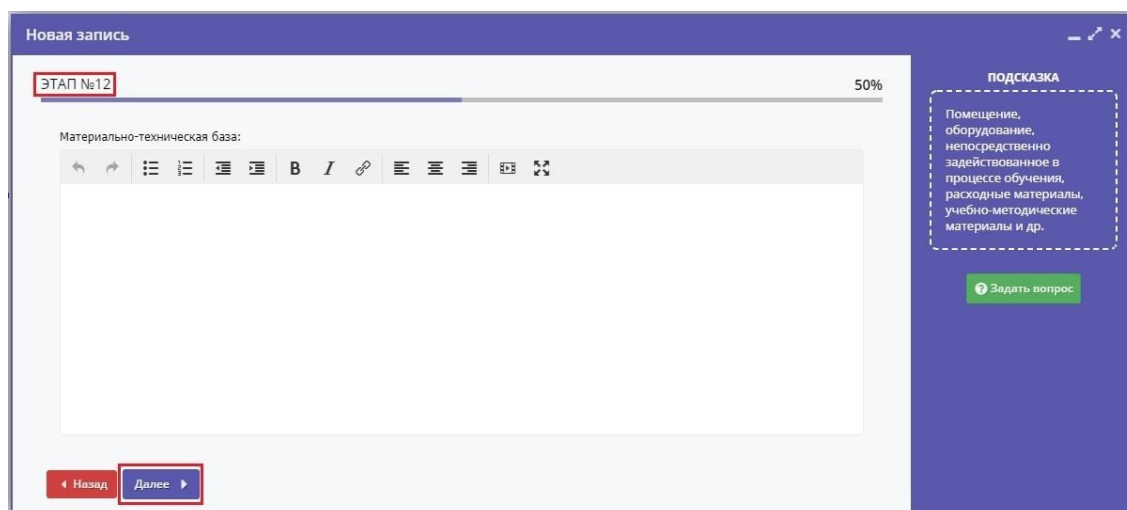 Новая запись
ЭТАП №12
50%
Материально-техническая база:
B I
Назад
Далее
ПОДСКАЗКА
Помещение,
оборудование,
непосредственно
задействованное в
процессе обучения,
расходные материалы,
учебно-методические
материалы и др.
Задать вопрос